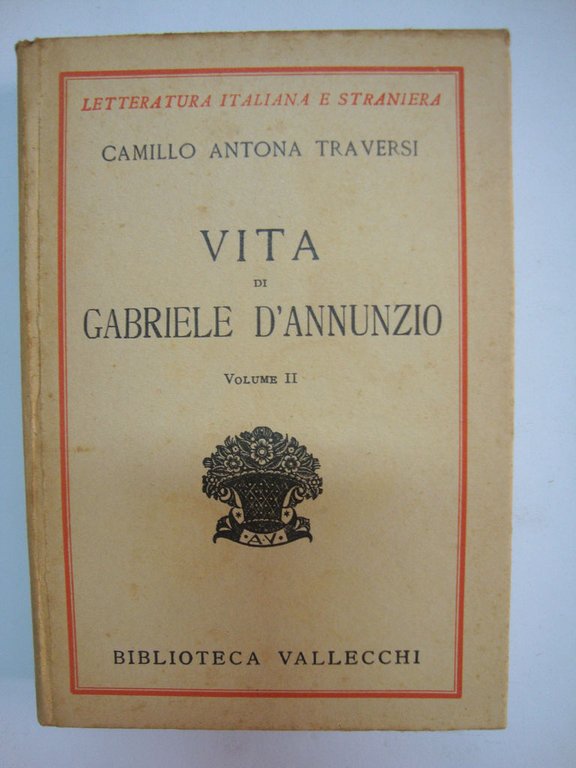 LETTERATURA ITALIANA E STRANIERA
CAMILLO ANTONA TRAVERSI
VITA
DI
GABRIELE D'ANNUNZIO
VOLUME II
·A·V·
BIBLIOTECA VALLECCHI